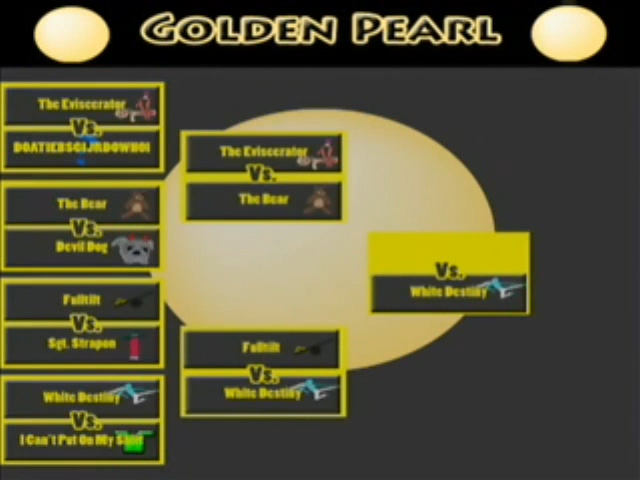 GOLDEN PEARL
The Eviscerator
Vs.
The Bear
Vs.
Devil Dog
Fulltilt
Vs.
Sgt. Strapon
White Destiny
Vs.
I Can't Put On My Shirt
The Eviscerator
Vs.
The Bear
Fulltilt
Vs.
White Destiny
Vs.
White Destiny